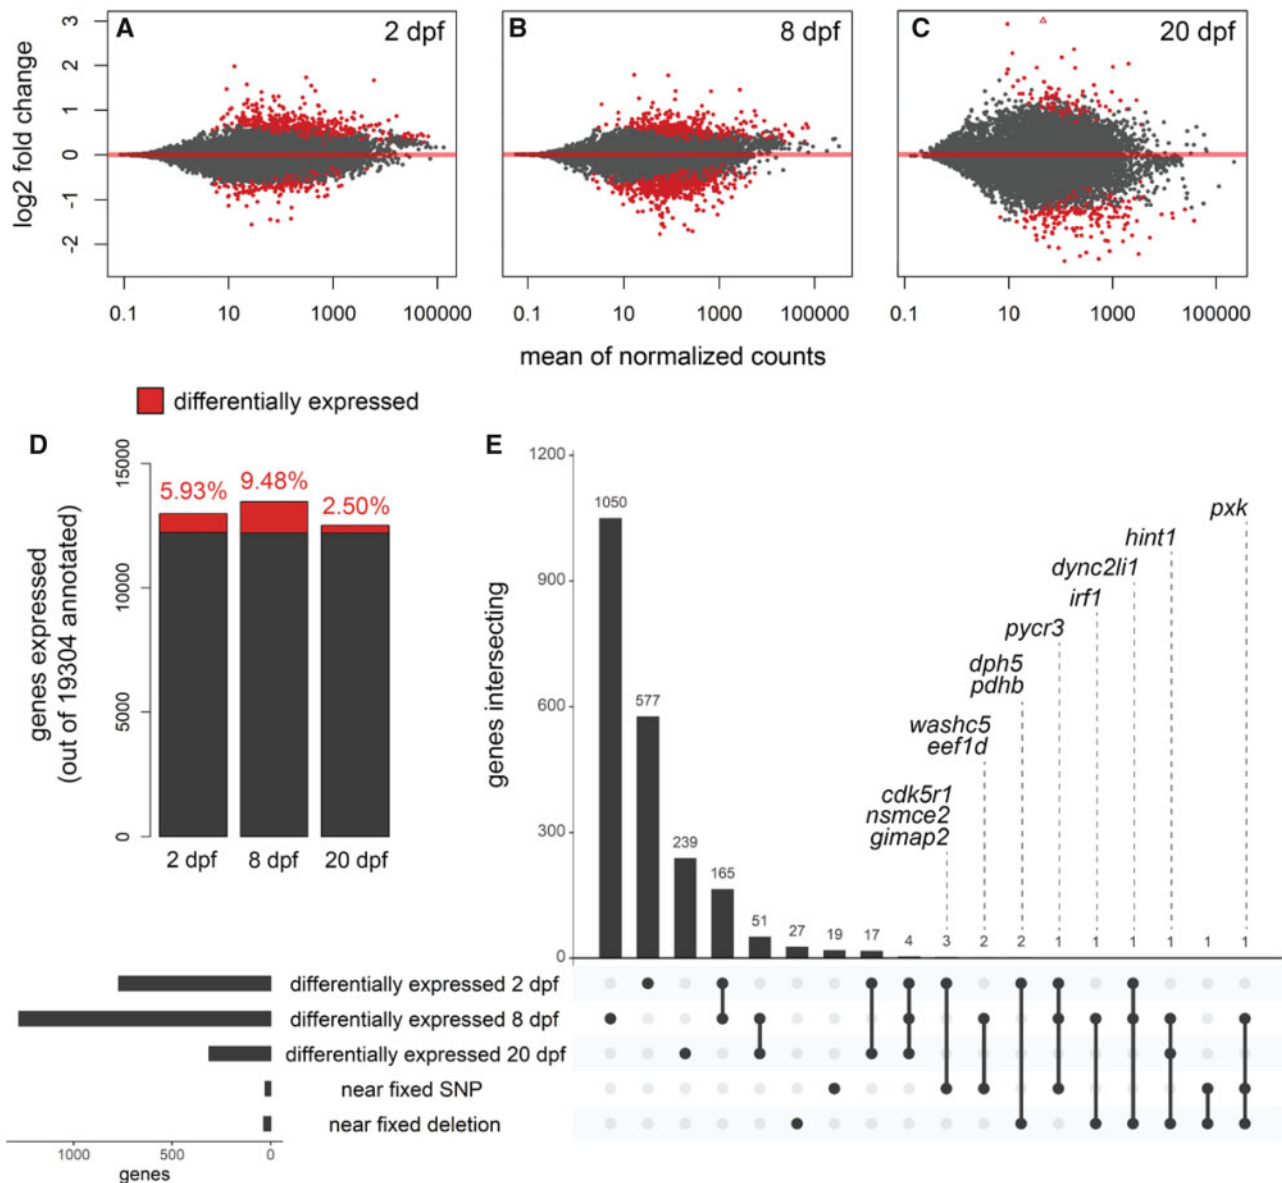 A
2 dpf
B
8 dpf
C
20 dpf
3
2
1
0
-1
-2
log2 fold change
0.1 10 1000 100000
0.1 10 1000 100000
0.1 10 1000 100000
mean of normalized counts
differentially expressed
D
genes expressed
(out of 19304 annotated)
15000
10000
5000
0
5.93%
9.48%
2.50%
2 dpf
8 dpf
20 dpf
E
genes intersecting
1200
900
600
300
0
1050
577
239
165
51
27
19
17
4
3
2
2
1
1
1
1
1
1
pxk
hint1
dync2li1
irf1
pycr3
dph5
pdhb
washc5
eef1d
cdk5r1
nsmce2
gimap2
differentially expressed 2 dpf
differentially expressed 8 dpf
differentially expressed 20 dpf
near fixed SNP
near fixed deletion
1000 500 0
genes